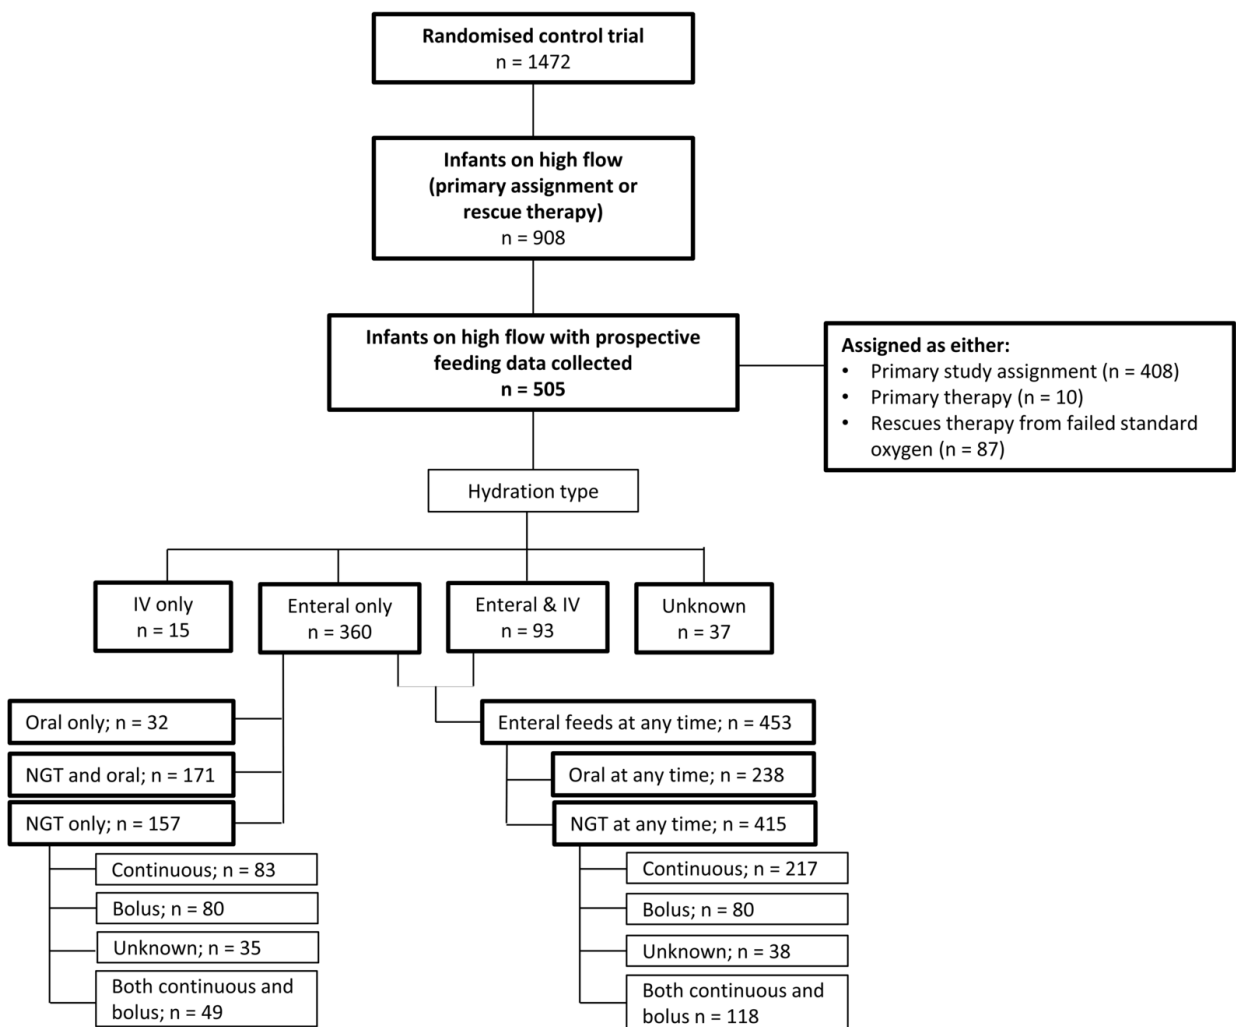 Randomised control trial
n = 1472
Infants on high flow
(primary assignment or
rescue therapy)
n = 908
Infants on high flow with prospective
feeding data collected
n = 505
Assigned as either:
• Primary study assignment (n = 408)
• Primary therapy (n = 10)
• Rescues therapy from failed standard
oxygen (n = 87)
Hydration type
IV only
n = 15
Enteral only
n = 360
Enteral & IV
n = 93
Unknown
n = 37
Oral only; n = 32
NGT and oral; n = 171
NGT only; n = 157
Continuous; n = 83
Bolus; n = 80
Unknown; n = 35
Both continuous and
bolus; n = 49
Enteral feeds at any time; n = 453
Oral at any time; n = 238
NGT at any time; n = 415
Continuous; n = 217
Bolus; n = 80
Unknown; n = 38
Both continuous and
bolus n = 118